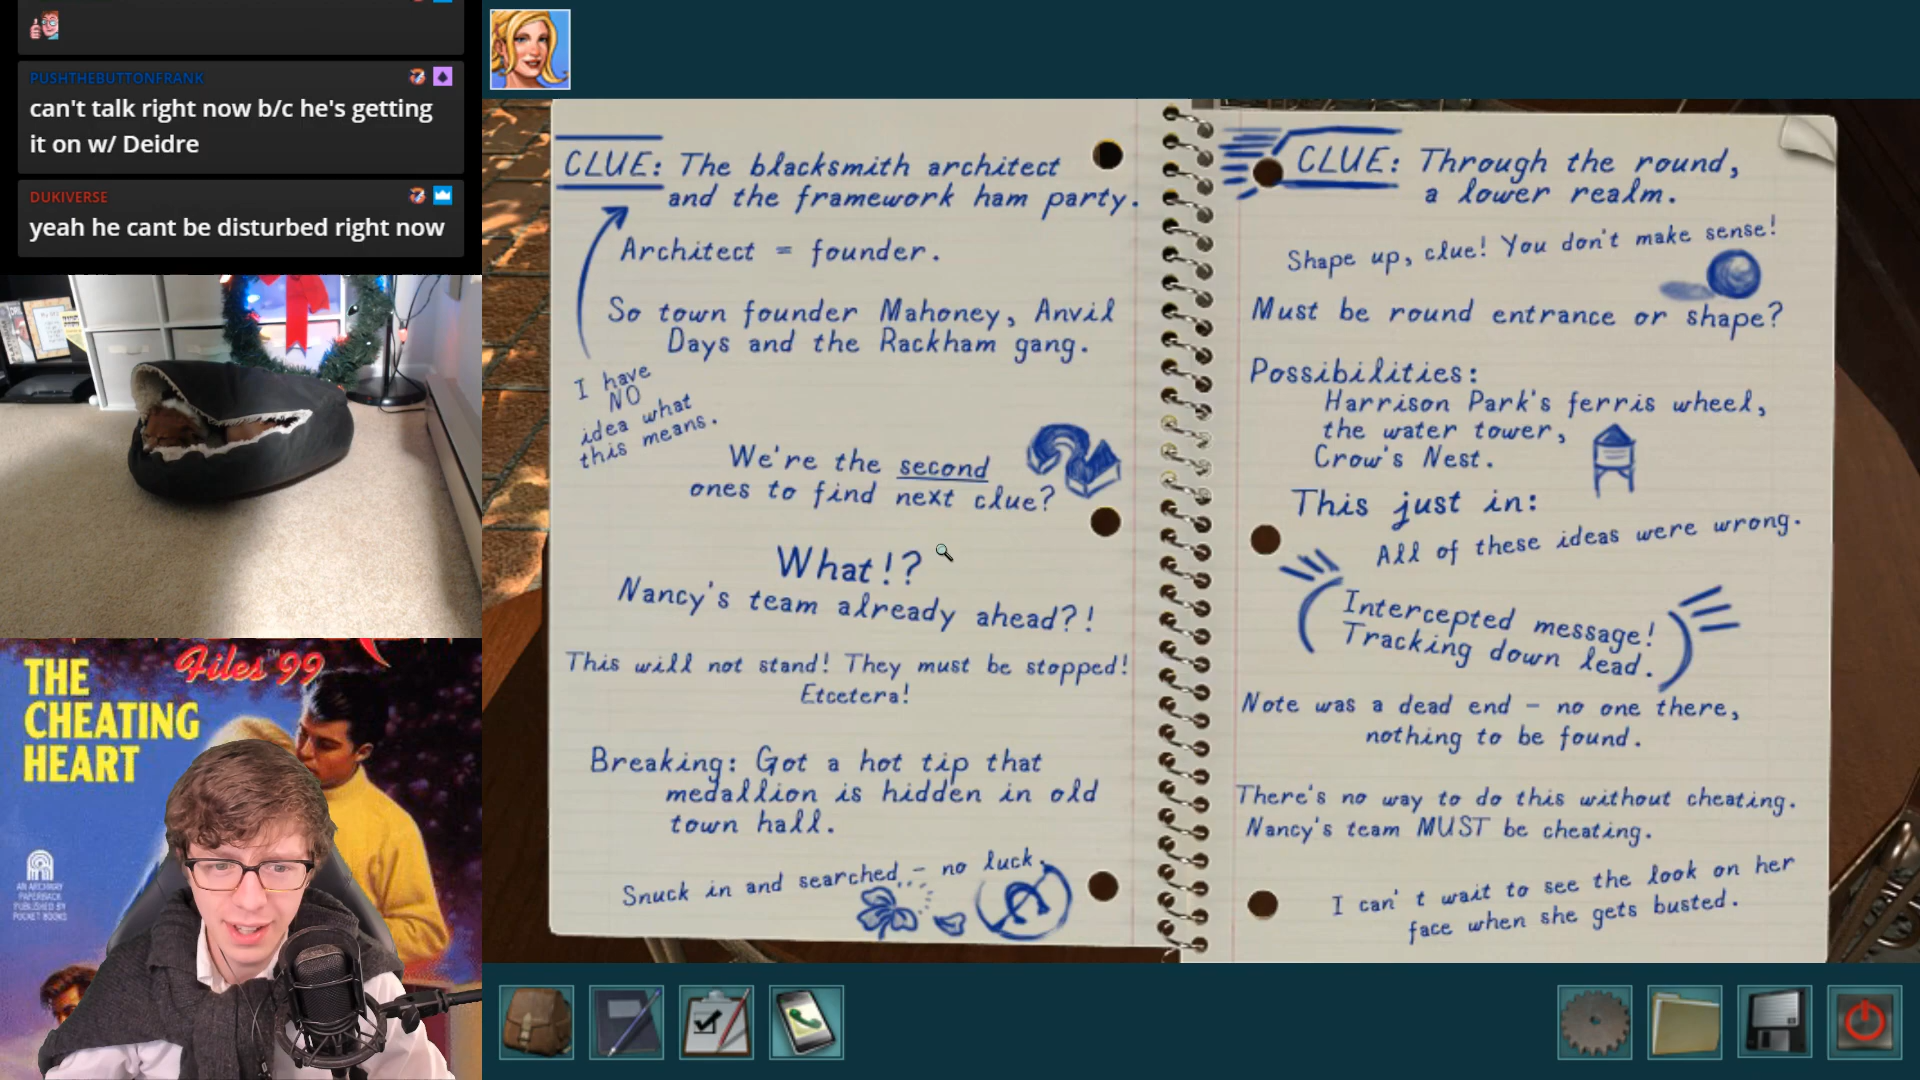 PUSHTHEBUTTONFRANK
can't talk right now b/c he's getting
it on w/ Deidre
DUKIVERSE
yeah he cant be disturbed right now
Files™ 99
THE
CHEATING
HEART
AN ARCHWAY
PAPERBACK
PUBLISHED BY
POCKET BOOKS
CLUE: The blacksmith architect
and the framework ham party.
Architect = founder.
So town founder Mahoney, Anvil
Days and the Rackham gang.
I have
NO
idea what
this means.
We're the second
ones to find next clue?
What!?
Nancy's team already ahead?!
This will not stand! They must be stopped!
Etcetera!
Breaking: Got a hot tip that
medallion is hidden in old
town hall.
Snuck in and searched - no luck.
CLUE: Through the round,
a lower realm.
Shape up, clue! You don't make sense!
Must be round entrance or shape?
Possibilities:
Harrison Park's ferris wheel,
the water tower,
Crow's Nest.
This just in:
All of these ideas were wrong.
Intercepted message!
Tracking down lead.
Note was a dead end - no one there,
nothing to be found.
There's no way to do this without cheating.
Nancy's team MUST be cheating.
I can't wait to see the look on her
face when she gets busted.